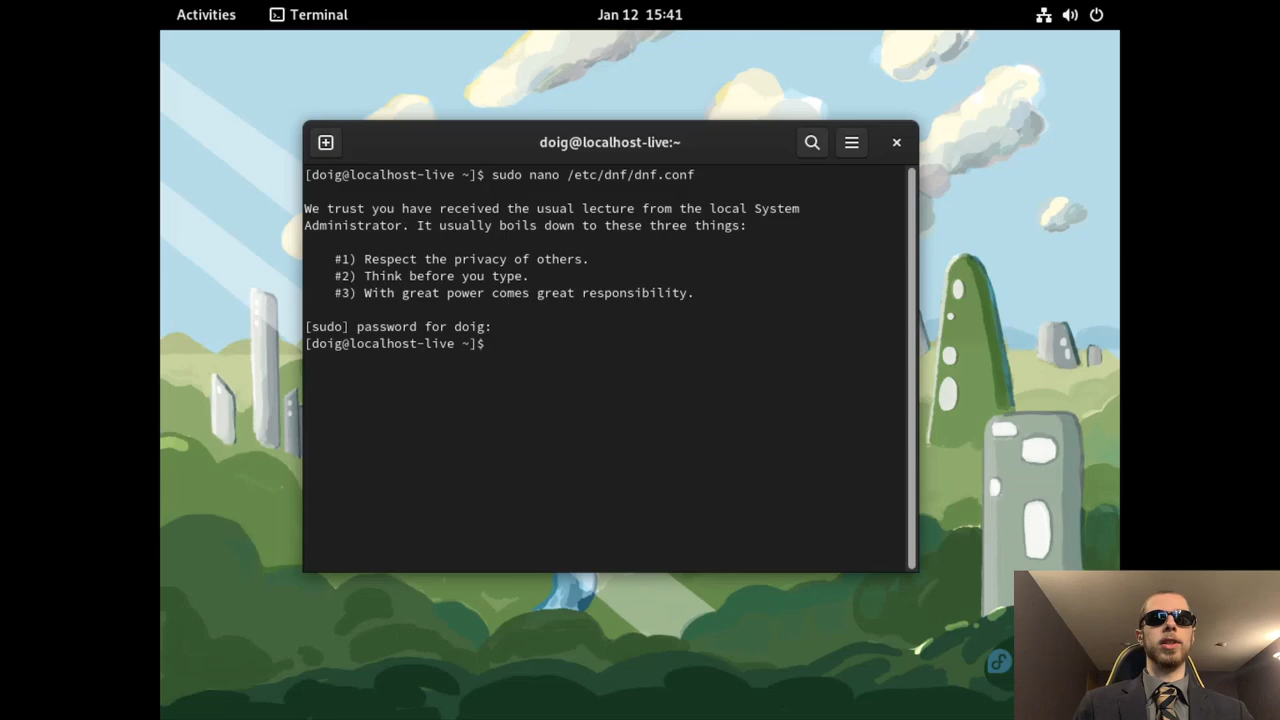 Activities
Terminal
Jan 12 15:41
doig@localhost-live:~
[doig@localhost-live ~]$ sudo nano /etc/dnf/dnf.conf
We trust you have received the usual lecture from the local System
Administrator. It usually boils down to these three things:
#1) Respect the privacy of others.
#2) Think before you type.
#3) With great power comes great responsibility.
[sudo] password for doig:
[doig@localhost-live ~]$